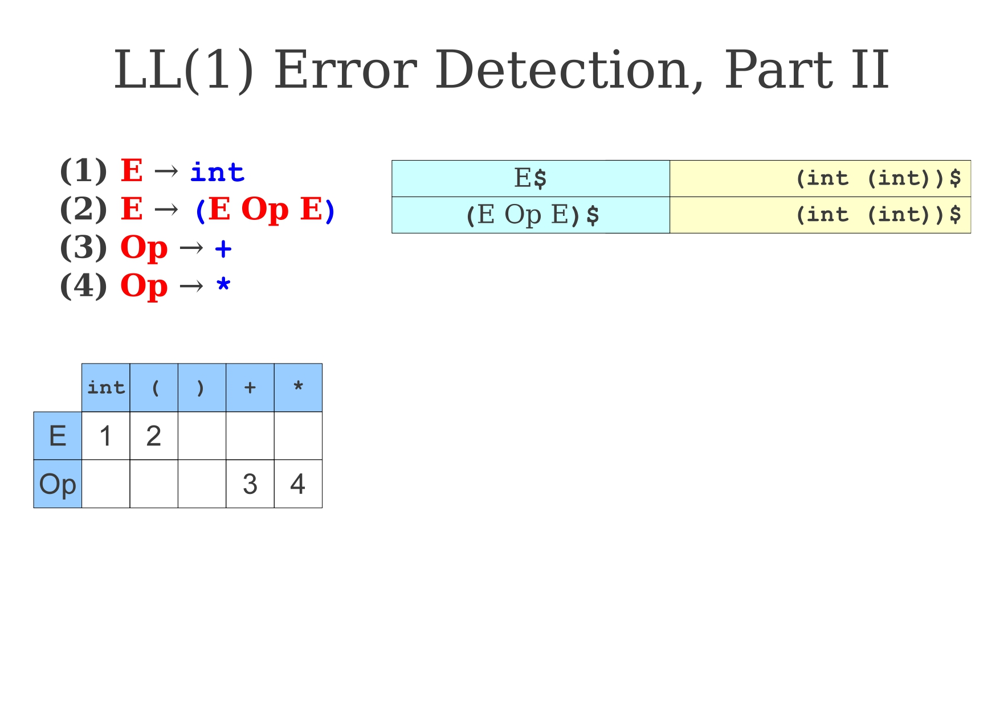 LL(1) Error Detection, Part II
(1) E → int
(2) E → (E Op E)
(3) Op → +
(4) Op → *
E$ (int (int))$
(E Op E)$ (int (int))$
int ( ) + *
E 1 2
Op 3 4